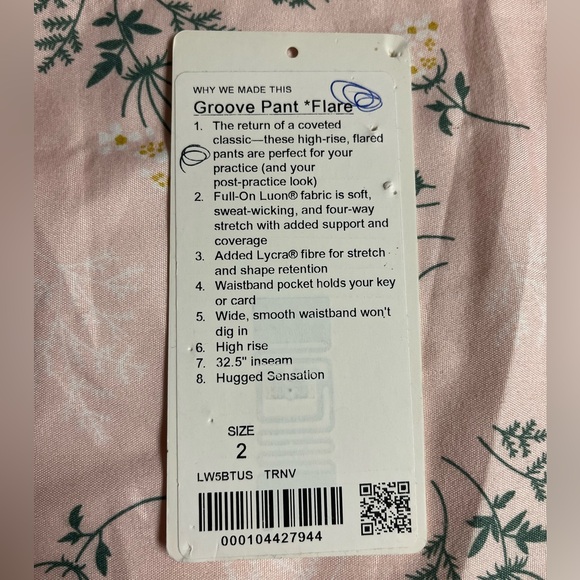 WHY WE MADE THIS
Groove Pant *Flare
1. The return of a coveted
classic—these high-rise, flared
pants are perfect for your
practice (and your
post-practice look)
2. Full-On Luon® fabric is soft,
sweat-wicking, and four-way
stretch with added support and
coverage
3. Added Lycra® fibre for stretch
and shape retention
4. Waistband pocket holds your key
or card
5. Wide, smooth waistband won't
dig in
6. High rise
7. 32.5" inseam
8. Hugged Sensation
SIZE
2
LW5BTUS TRNV
000104427944